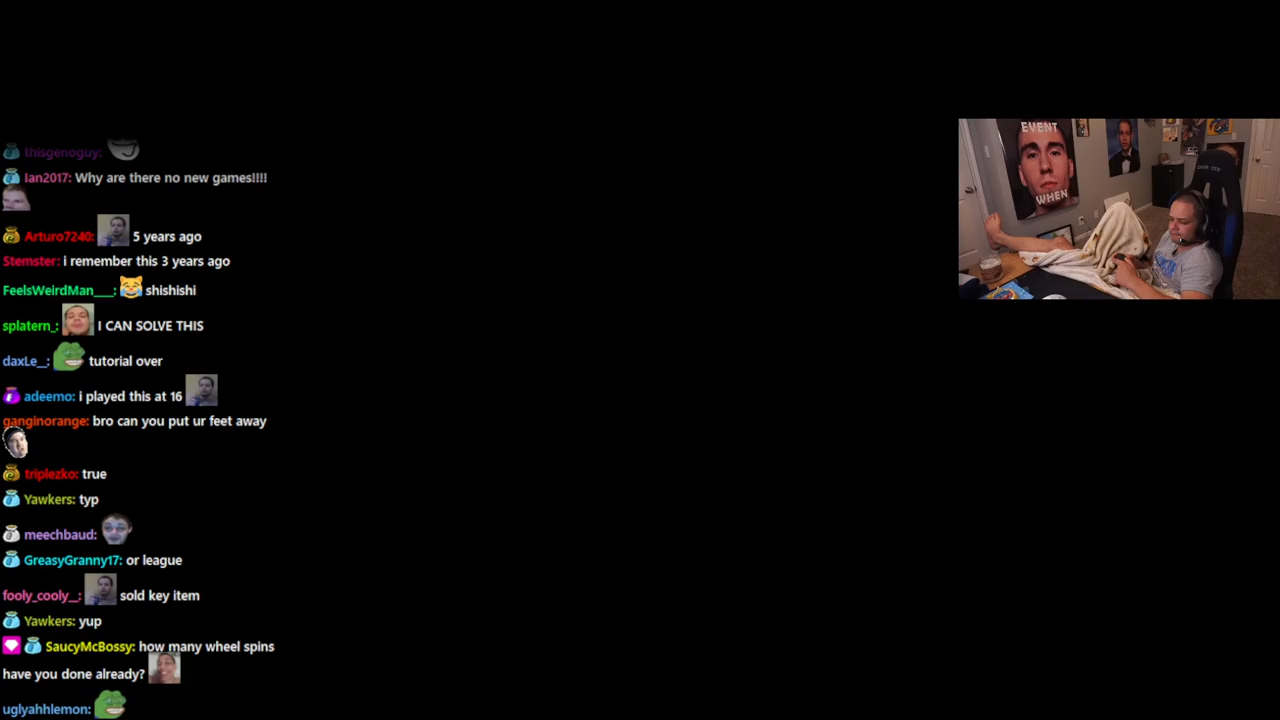 thisgenoguy:
Ian2017: Why are there no new games!!!!
Arturo7240: 5 years ago
Stemster: i remember this 3 years ago
FeelsWeirdMan___: shishishi
splatern_: I CAN SOLVE THIS
daxLe__: tutorial over
adeemo: i played this at 16
ganginorange: bro can you put ur feet away
triplezko: true
Yawkers: typ
meechbaud:
GreasyGranny17: or league
fooly_cooly__: sold key item
Yawkers: yup
SaucyMcBossy: how many wheel spins
have you done already?
uglyahhlemon:
EVENT
WHEN